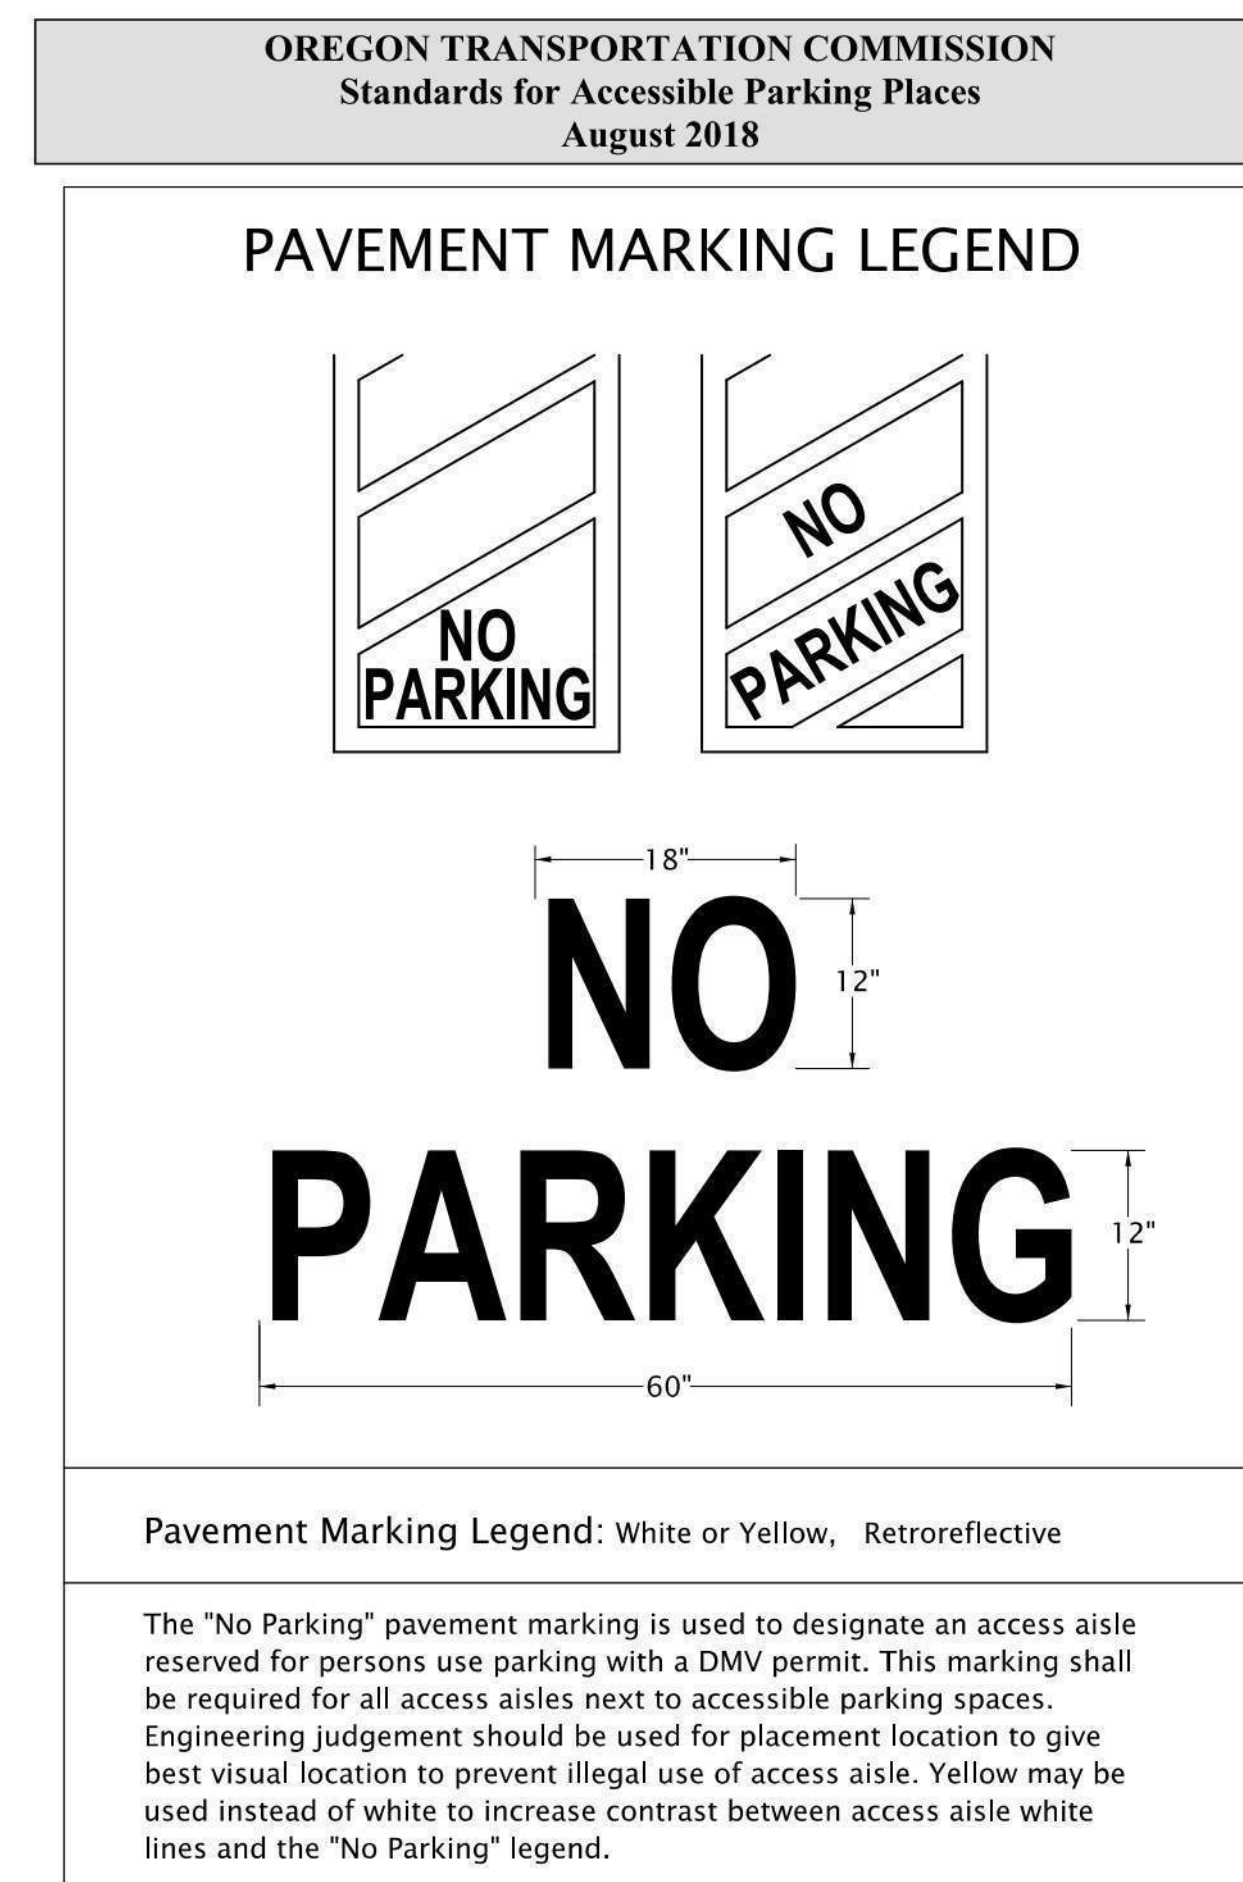 OREGON TRANSPORTATION COMMISSION
Standards for Accessible Parking Places
August 2018
PAVEMENT MARKING LEGEND
NO
PARKING
NO
PARKING
18"
NO
12"
PARKING
12"
60"
Pavement Marking Legend: White or Yellow, Retroreflective
The "No Parking" pavement marking is used to designate an access aisle
reserved for persons use parking with a DMV permit. This marking shall
be required for all access aisles next to accessible parking spaces.
Engineering judgement should be used for placement location to give
best visual location to prevent illegal use of access aisle. Yellow may be
used instead of white to increase contrast between access aisle white
lines and the "No Parking" legend.